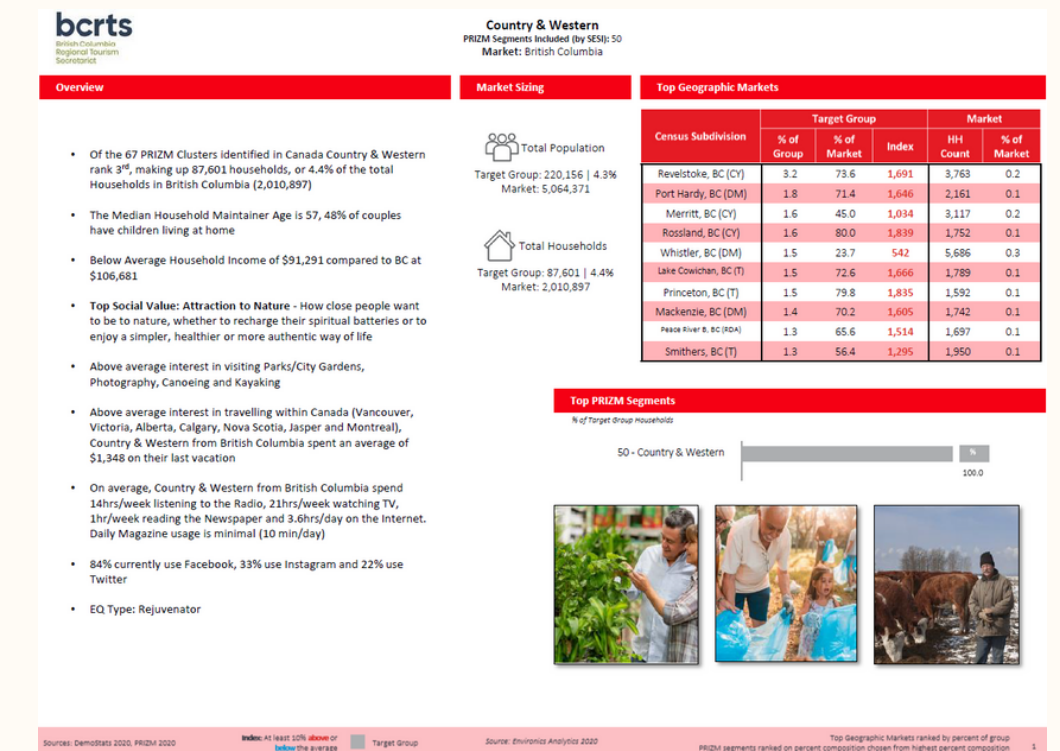 bcrts
British Columbia
Regional Tourism
Secretariat
Country & Western
PRIZM Segments Included (by SESI): 50
Market: British Columbia
Overview
• Of the 67 PRIZM Clusters identified in Canada Country & Western
rank 3rd, making up 87,601 households, or 4.4% of the total
Households in British Columbia (2,010,897)
• The Median Household Maintainer Age is 57, 48% of couples
have children living at home
• Below Average Household Income of $91,291 compared to BC at
$106,681
• Top Social Value: Attraction to Nature - How close people want
to be to nature, whether to recharge their spiritual batteries or to
enjoy a simpler, healthier or more authentic way of life
• Above average interest in visiting Parks/City Gardens,
Photography, Canoeing and Kayaking
• Above average interest in travelling within Canada (Vancouver,
Victoria, Alberta, Calgary, Nova Scotia, Jasper and Montreal),
Country & Western from British Columbia spent an average of
$1,348 on their last vacation
• On average, Country & Western from British Columbia spend
14hrs/week listening to the Radio, 21hrs/week watching TV,
1hr/week reading the Newspaper and 3.6hrs/day on the Internet.
Daily Magazine usage is minimal (10 min/day)
• 84% currently use Facebook, 33% use Instagram and 22% use
Twitter
• EQ Type: Rejuvenator
Market Sizing
Total Population
Target Group: 220,156 | 4.3%
Market: 5,064,371
Total Households
Target Group: 87,601 | 4.4%
Market: 2,010,897
Top Geographic Markets
Target Group Market
Census Subdivision % of Group % of Market Index HH Count % of Market
Revelstoke, BC (CY) 3.2 73.6 1,691 3,763 0.2
Port Hardy, BC (DM) 1.8 71.4 1,646 2,161 0.1
Merritt, BC (CY) 1.6 45.0 1,034 3,117 0.2
Rossland, BC (CY) 1.6 80.0 1,839 1,752 0.1
Whistler, BC (DM) 1.5 23.7 542 5,686 0.3
Lake Cowichan, BC (T) 1.5 72.6 1,666 1,789 0.1
Princeton, BC (T) 1.5 79.8 1,835 1,592 0.1
Mackenzie, BC (DM) 1.4 70.2 1,605 1,742 0.1
Peace River B, BC (RDA) 1.3 65.6 1,514 1,697 0.1
Smithers, BC (T) 1.3 56.4 1,295 1,950 0.1
Top PRIZM Segments
% of Target Group Households
50 - Country & Western
%
100.0
Sources: DemoStats 2020, PRIZM 2020
Index: At least 10% above or
below the average
Target Group
Source: Environics Analytics 2020
Top Geographic Markets ranked by percent of group
PRIZM segments ranked on percent composition chosen from highest percent composition
1